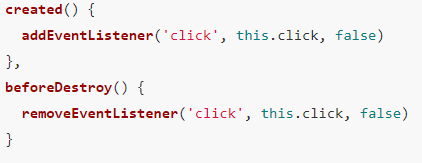 created() {
  addEventListener('click', this.click, false)
},
beforeDestroy() {
  removeEventListener('click', this.click, false)
}